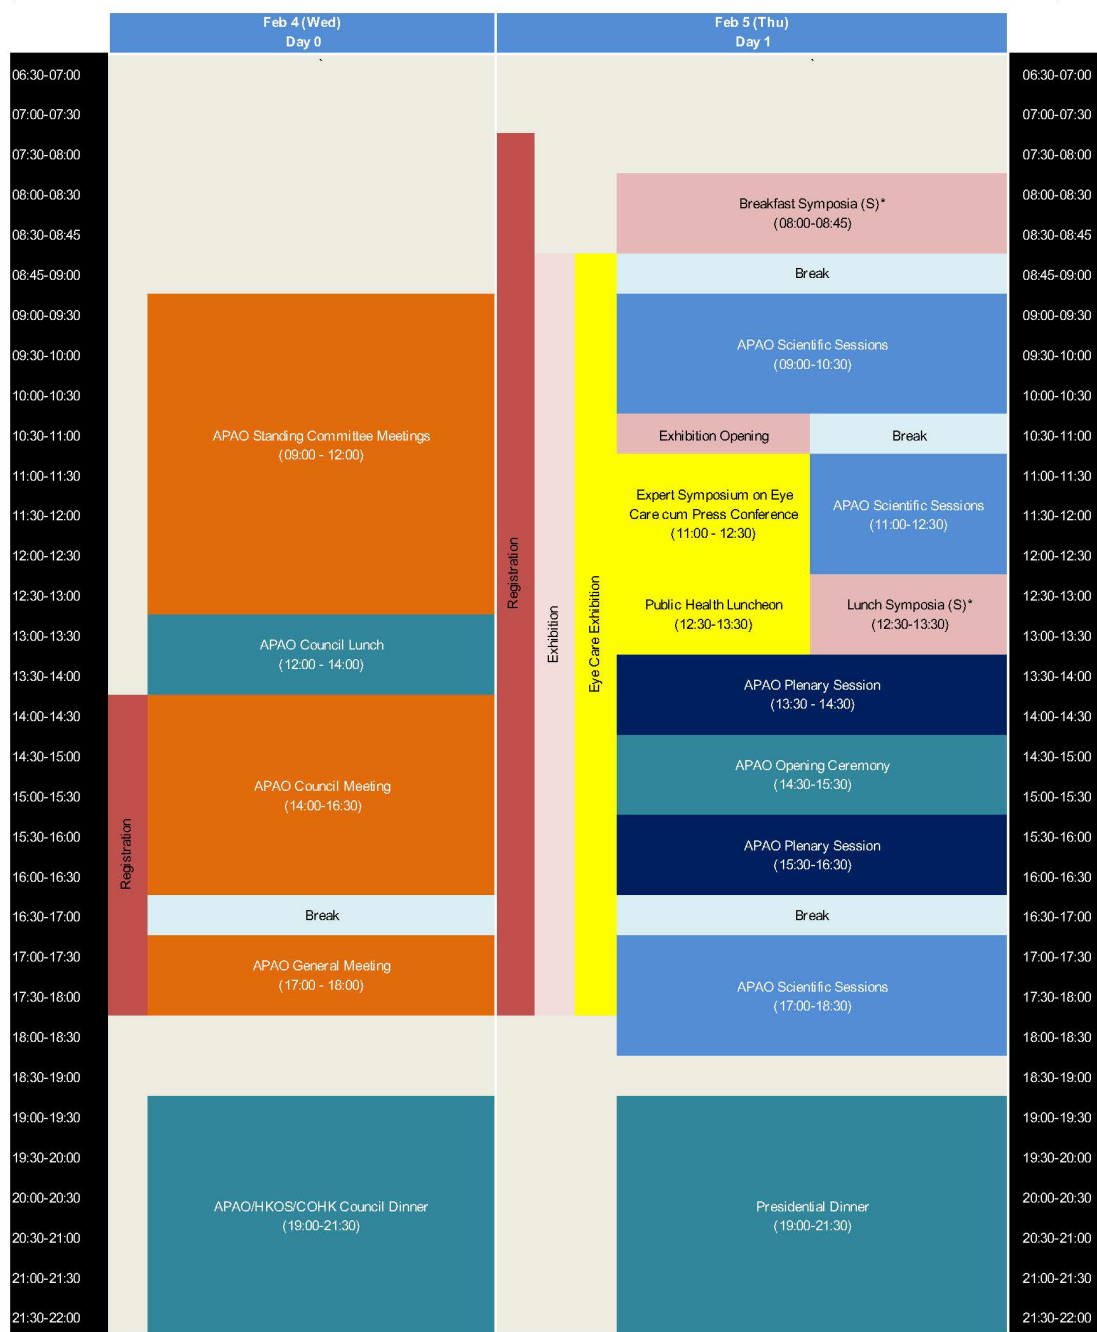 Feb 4 (Wed)
Day 0
Feb 5 (Thu)
Day 1
06:30-07:00
07:00-07:30
07:30-08:00
08:00-08:30
08:30-08:45
08:45-09:00
09:00-09:30
09:30-10:00
10:00-10:30
10:30-11:00
11:00-11:30
11:30-12:00
12:00-12:30
12:30-13:00
13:00-13:30
13:30-14:00
14:00-14:30
14:30-15:00
15:00-15:30
15:30-16:00
16:00-16:30
16:30-17:00
17:00-17:30
17:30-18:00
18:00-18:30
18:30-19:00
19:00-19:30
19:30-20:00
20:00-20:30
20:30-21:00
21:00-21:30
21:30-22:00
Registration
APAO Standing Committee Meetings
(09:00 - 12:00)
APAO Council Lunch
(12:00 - 14:00)
APAO Council Meeting
(14:00-16:30)
Break
APAO General Meeting
(17:00 - 18:00)
APAO/HKOS/COHK Council Dinner
(19:00-21:30)
Registration
Exhibition
Eye Care Exhibition
Breakfast Symposia (S)*
(08:00-08:45)
Break
APAO Scientific Sessions
(09:00-10:30)
Exhibition Opening
Break
Expert Symposium on Eye
Care cum Press Conference
(11:00 - 12:30)
APAO Scientific Sessions
(11:00-12:30)
Public Health Luncheon
(12:30-13:30)
Lunch Symposia (S)*
(12:30-13:30)
APAO Plenary Session
(13:30 - 14:30)
APAO Opening Ceremony
(14:30-15:30)
APAO Plenary Session
(15:30-16:30)
Break
APAO Scientific Sessions
(17:00-18:30)
Presidential Dinner
(19:00-21:30)
06:30-07:00
07:00-07:30
07:30-08:00
08:00-08:30
08:30-08:45
08:45-09:00
09:00-09:30
09:30-10:00
10:00-10:30
10:30-11:00
11:00-11:30
11:30-12:00
12:00-12:30
12:30-13:00
13:00-13:30
13:30-14:00
14:00-14:30
14:30-15:00
15:00-15:30
15:30-16:00
16:00-16:30
16:30-17:00
17:00-17:30
17:30-18:00
18:00-18:30
18:30-19:00
19:00-19:30
19:30-20:00
20:00-20:30
20:30-21:00
21:00-21:30
21:30-22:00